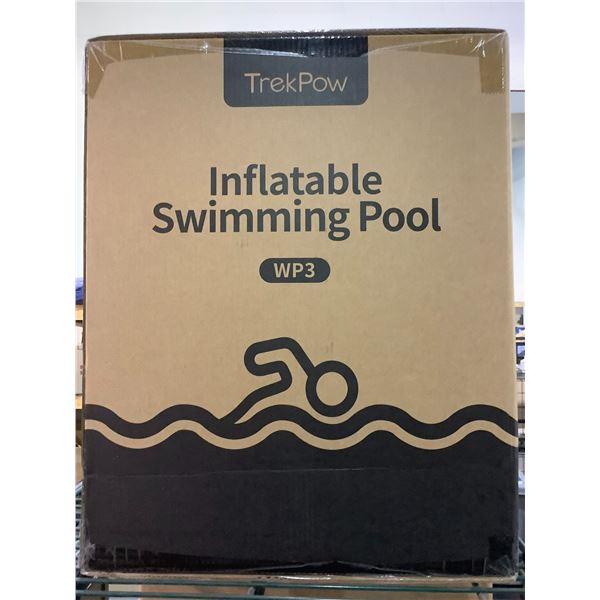 TrekPow
Inflatable
Swimming Pool
WP3